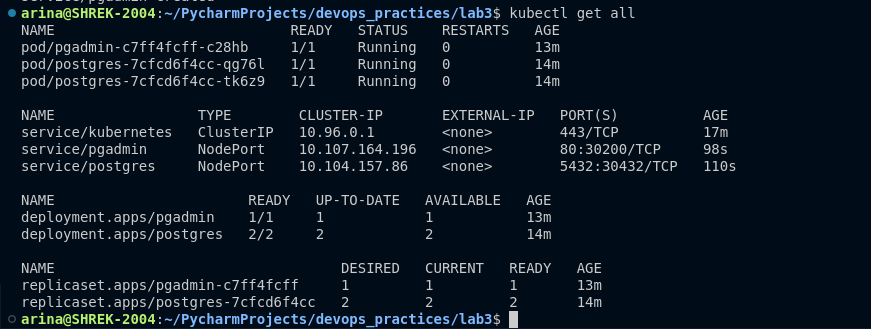 arina@SHREK-2004:~/PycharmProjects/devops_practices/lab3$ kubectl get all
NAME                           READY   STATUS    RESTARTS   AGE
pod/pgadmin-c7ff4fcff-c28hb    1/1     Running   0          13m
pod/postgres-7cfcd6f4cc-qg76l  1/1     Running   0          14m
pod/postgres-7cfcd6f4cc-tk6z9  1/1     Running   0          14m
NAME                 TYPE        CLUSTER-IP       EXTERNAL-IP   PORT(S)          AGE
service/kubernetes   ClusterIP   10.96.0.1        <none>        443/TCP          17m
service/pgadmin      NodePort    10.107.164.196   <none>        80:30200/TCP     98s
service/postgres     NodePort    10.104.157.86    <none>        5432:30432/TCP   110s
NAME                       READY   UP-TO-DATE   AVAILABLE   AGE
deployment.apps/pgadmin    1/1     1            1           13m
deployment.apps/postgres   2/2     2            2           14m
NAME                                  DESIRED   CURRENT   READY   AGE
replicaset.apps/pgadmin-c7ff4fcff     1         1         1       13m
replicaset.apps/postgres-7cfcd6f4cc   2         2         2       14m
arina@SHREK-2004:~/PycharmProjects/devops_practices/lab3$